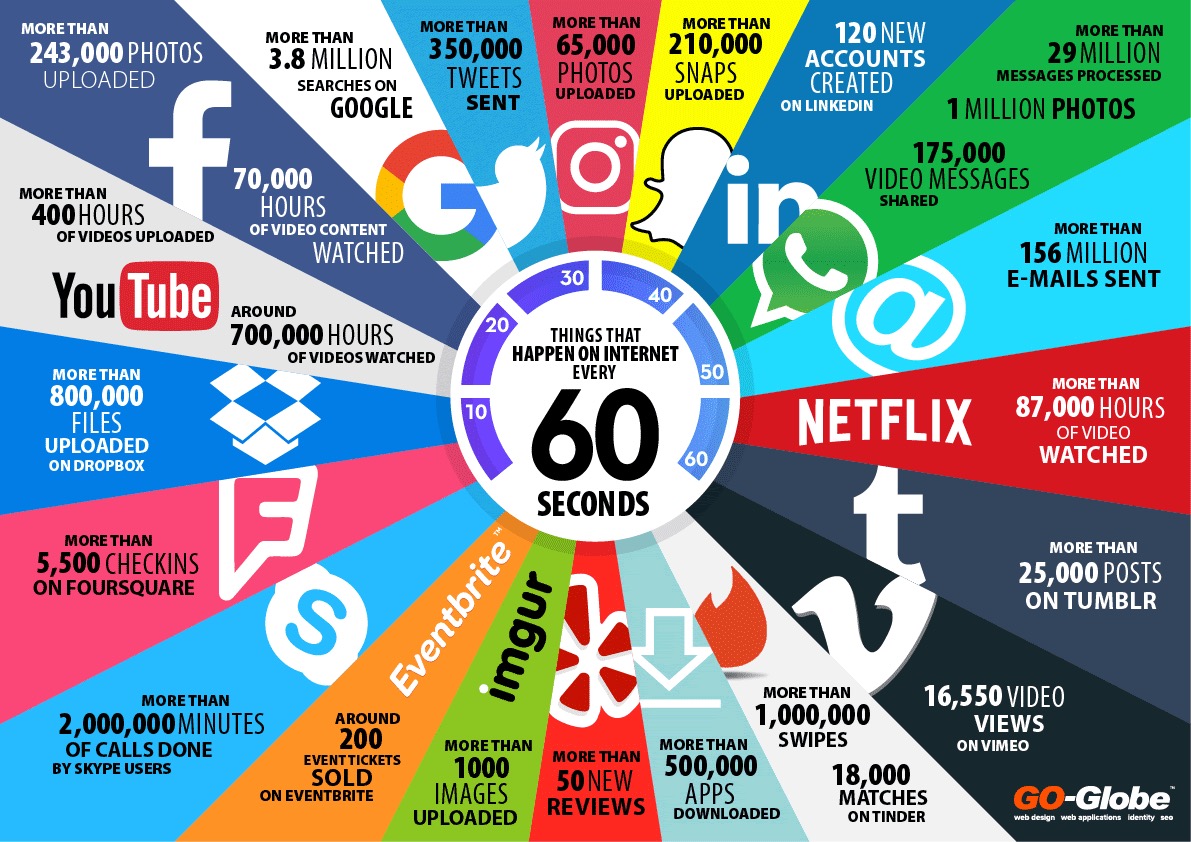 MORE THAN
243,000 PHOTOS
UPLOADED
70,000
HOURS
OF VIDEO CONTENT
WATCHED
MORE THAN
3.8 MILLION
SEARCHES ON
GOOGLE
MORE THAN
350,000
TWEETS
SENT
MORE THAN
65,000
PHOTOS
UPLOADED
MORE THAN
210,000
SNAPS
UPLOADED
120 NEW
ACCOUNTS
CREATED
ON LINKEDIN
in
MORE THAN
29 MILLION
MESSAGES PROCESSED
1 MILLION PHOTOS
175,000
VIDEO MESSAGES
SHARED
MORE THAN
156 MILLION
E-MAILS SENT
@
NETFLIX
MORE THAN
87,000 HOURS
OF VIDEO
WATCHED
MORE THAN
25,000 POSTS
ON TUMBLR
16,550 VIDEO
VIEWS
ON VIMEO
MORE THAN
1,000,000
SWIPES
18,000
MATCHES
ON TINDER
MORE THAN
500,000
APPS
DOWNLOADED
MORE THAN
50 NEW
REVIEWS
imgur
MORE THAN
1000
IMAGES
UPLOADED
Eventbrite™
AROUND
200
EVENT TICKETS
SOLD
ON EVENTBRITE
MORE THAN
2,000,000 MINUTES
OF CALLS DONE
BY SKYPE USERS
MORE THAN
5,500 CHECKINS
ON FOURSQUARE
MORE THAN
800,000
FILES
UPLOADED
ON DROPBOX
MORE THAN
400 HOURS
OF VIDEOS UPLOADED
YouTube
AROUND
700,000 HOURS
OF VIDEOS WATCHED
10
20
30
40
50
60
THINGS THAT
HAPPEN ON INTERNET
EVERY
60
SECONDS
GO-Globe™
web design web applications identity seo